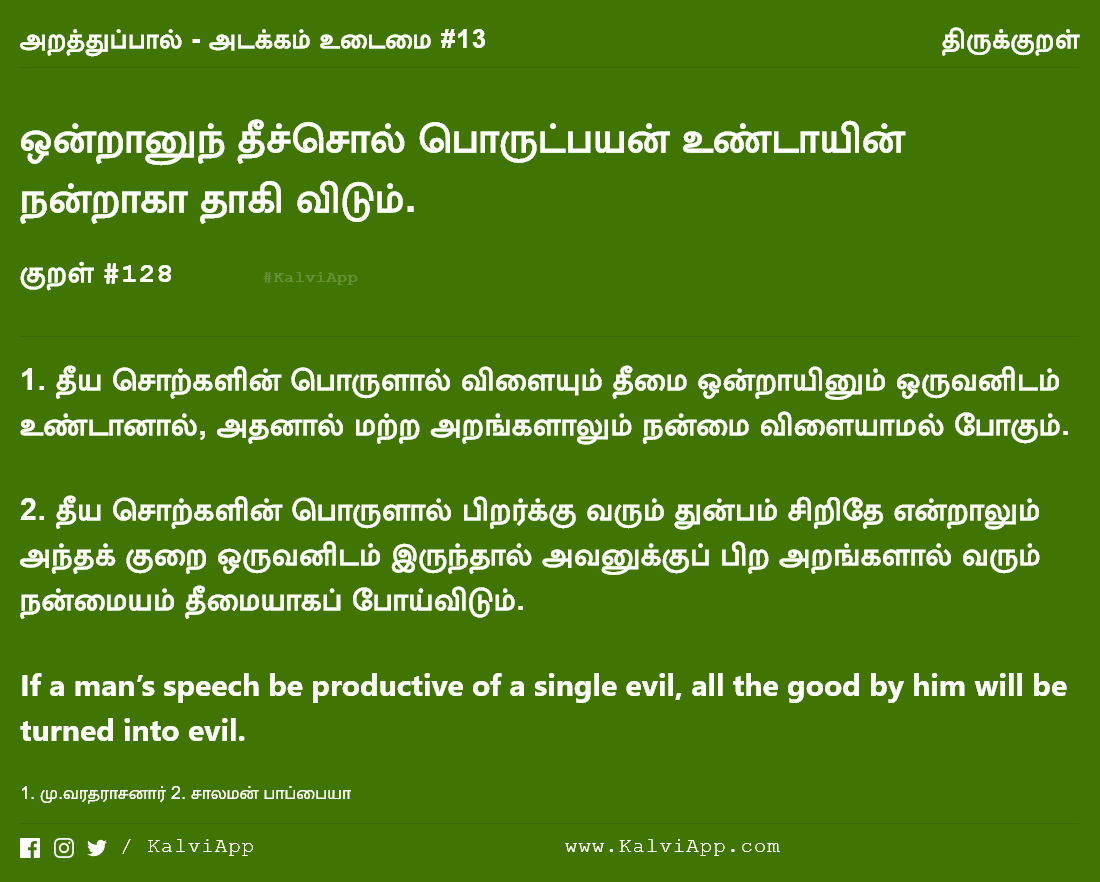 அறத்துப்பால் - அடக்கம் உடைமை #13
திருக்குறள்
ஒன்றானுந் தீச்சொல் பொருட்பயன் உண்டாயின்
நன்றாகா தாகி விடும்.
குறள் #128
#KalviApp
1. தீய சொற்களின் பொருளால் விளையும் தீமை ஒன்றாயினும் ஒருவனிடம்
உண்டானால், அதனால் மற்ற அறங்களாலும் நன்மை விளையாமல் போகும்.
2. தீய சொற்களின் பொருளால் பிறர்க்கு வரும் துன்பம் சிறிதே என்றாலும்
அந்தக் குறை ஒருவனிடம் இருந்தால் அவனுக்குப் பிற அறங்களால் வரும்
நன்மையம் தீமையாகப் போய்விடும்.
If a man’s speech be productive of a single evil, all the good by him will be
turned into evil.
1. மு.வரதராசனார் 2. சாலமன் பாப்பையா
/ KalviApp
www.KalviApp.com